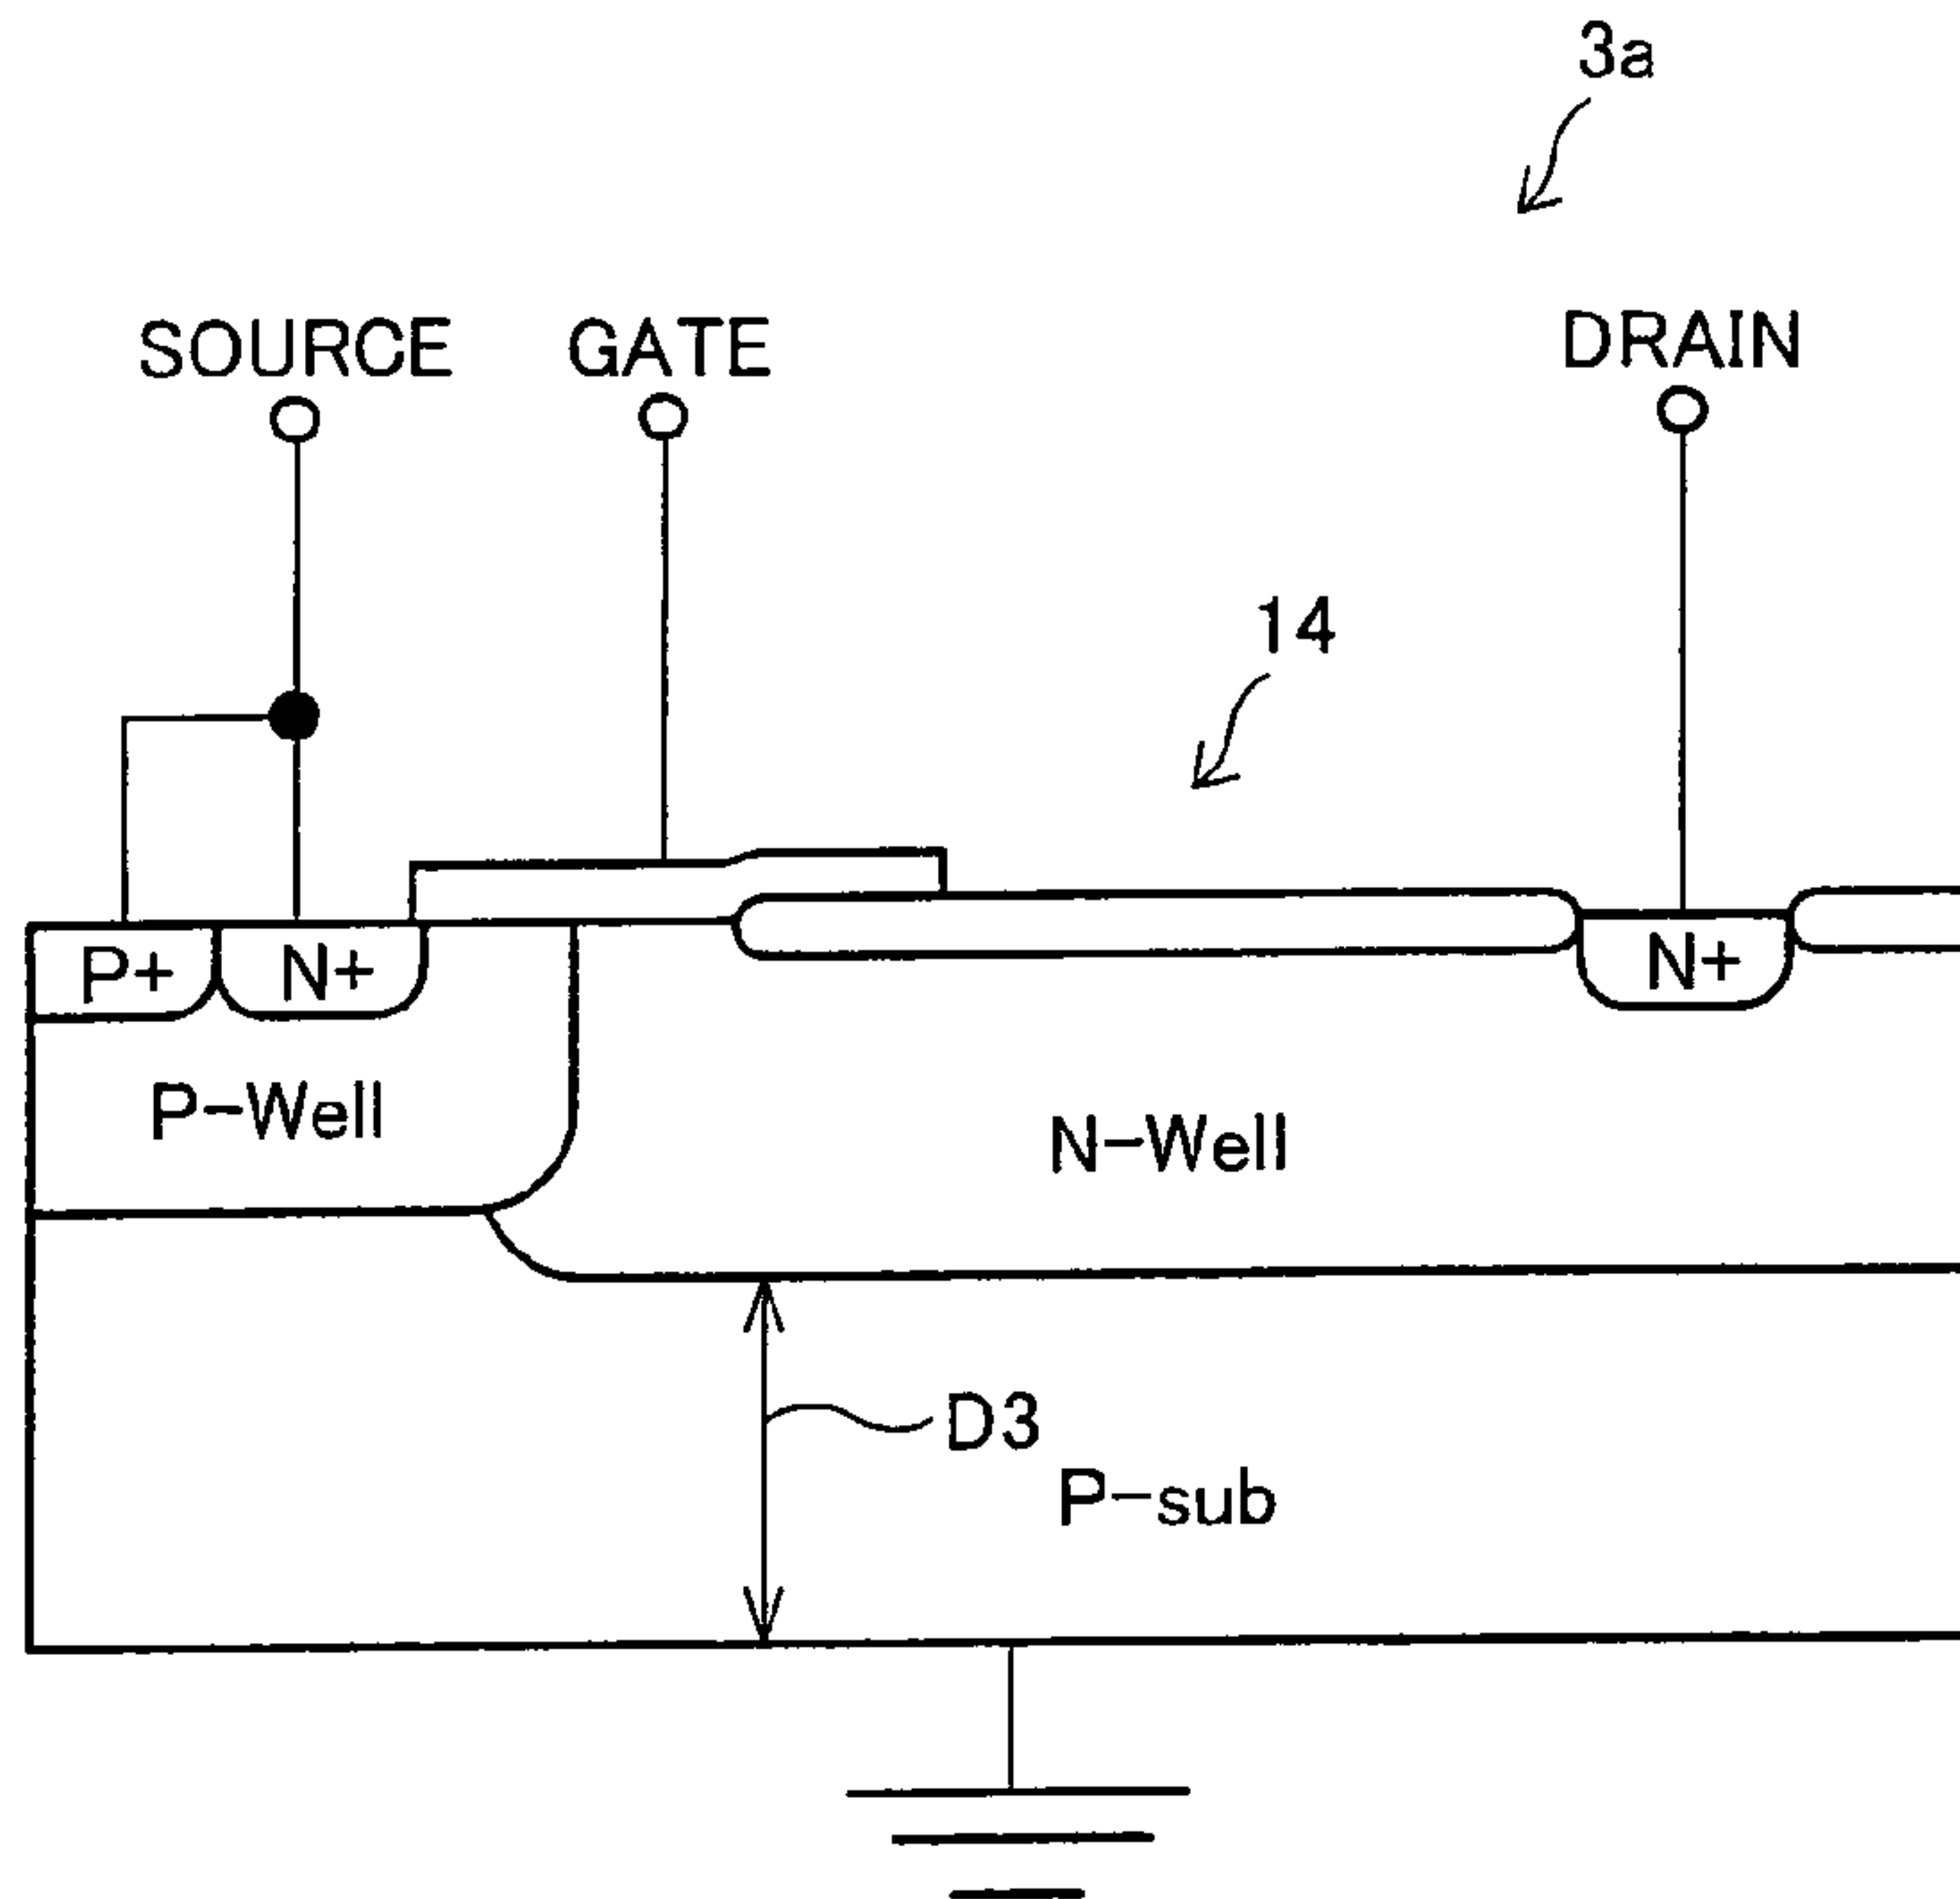 3a
SOURCE
GATE
DRAIN
14
P+
N+
N+
P-Well
N-Well
D3
P-sub